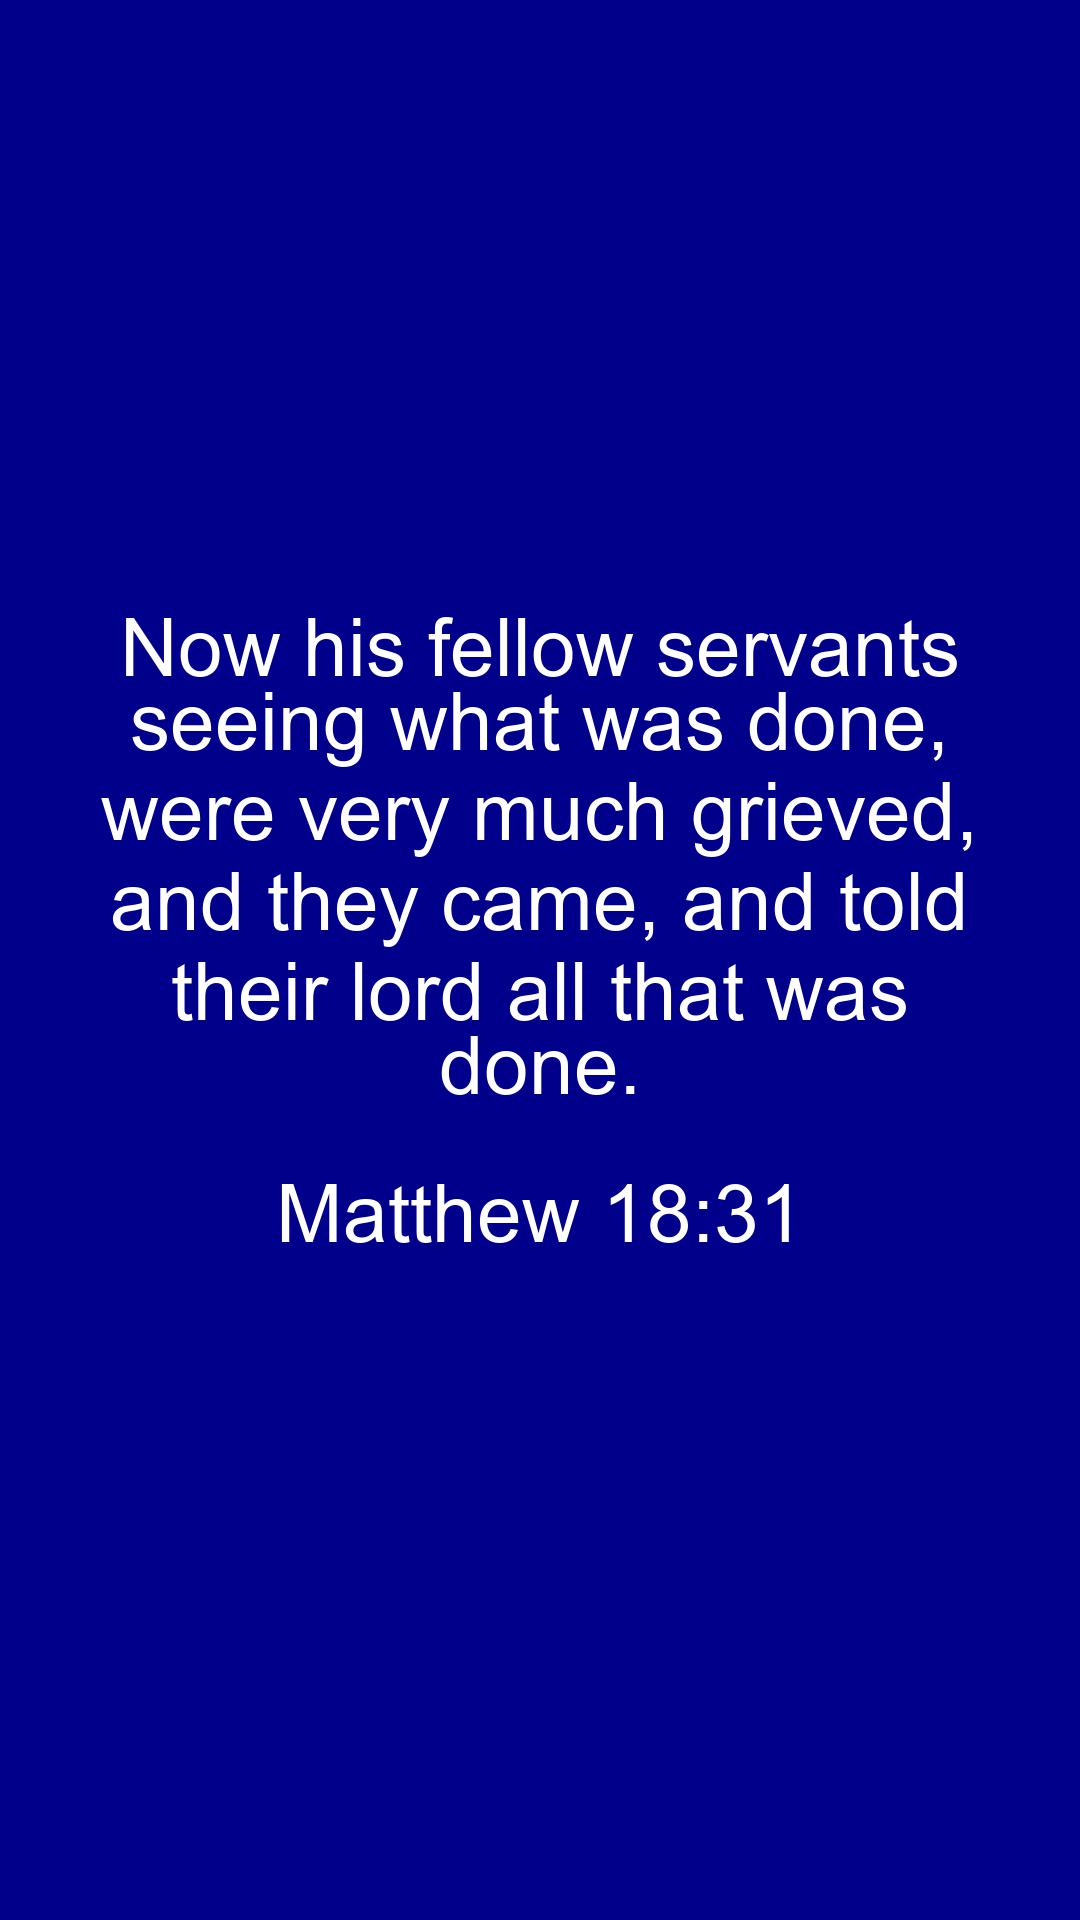 Now his fellow servants
seeing what was done,
were very much grieved,
and they came, and told
their lord all that was
done.
Matthew 18:31